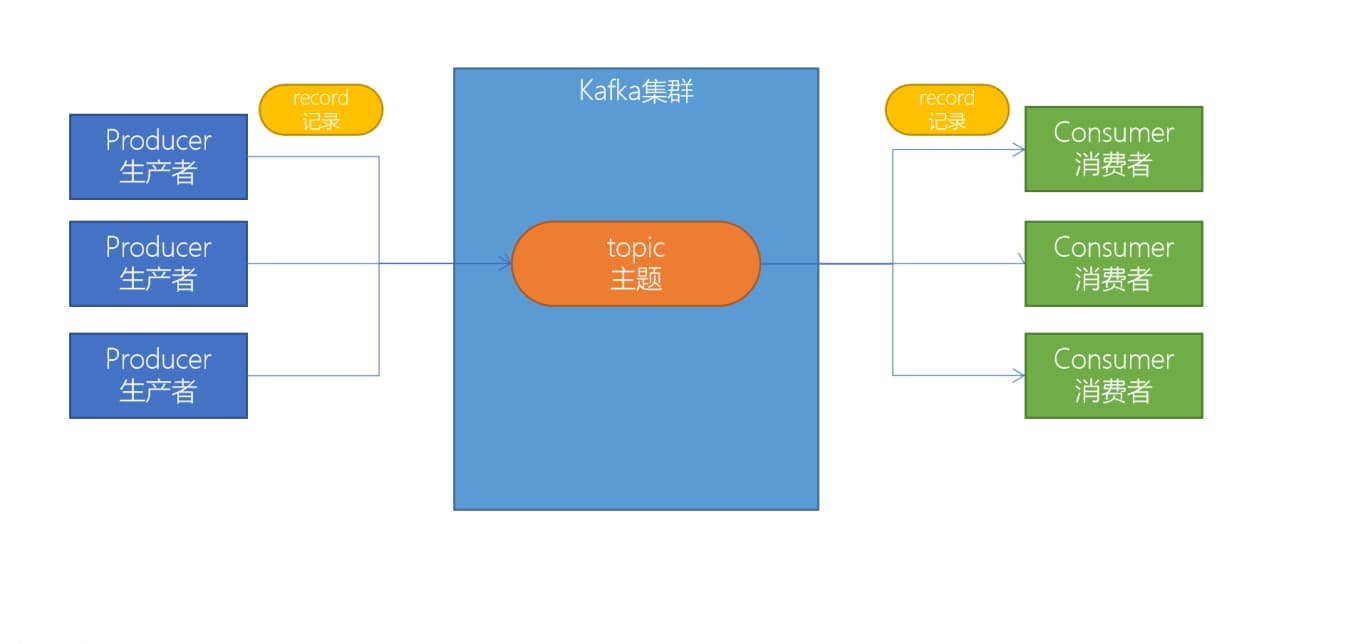 Kafka集群
record
记录
record
记录
Producer
生产者
Consumer
消费者
Producer
生产者
topic
主题
Consumer
消费者
Producer
生产者
Consumer
消费者